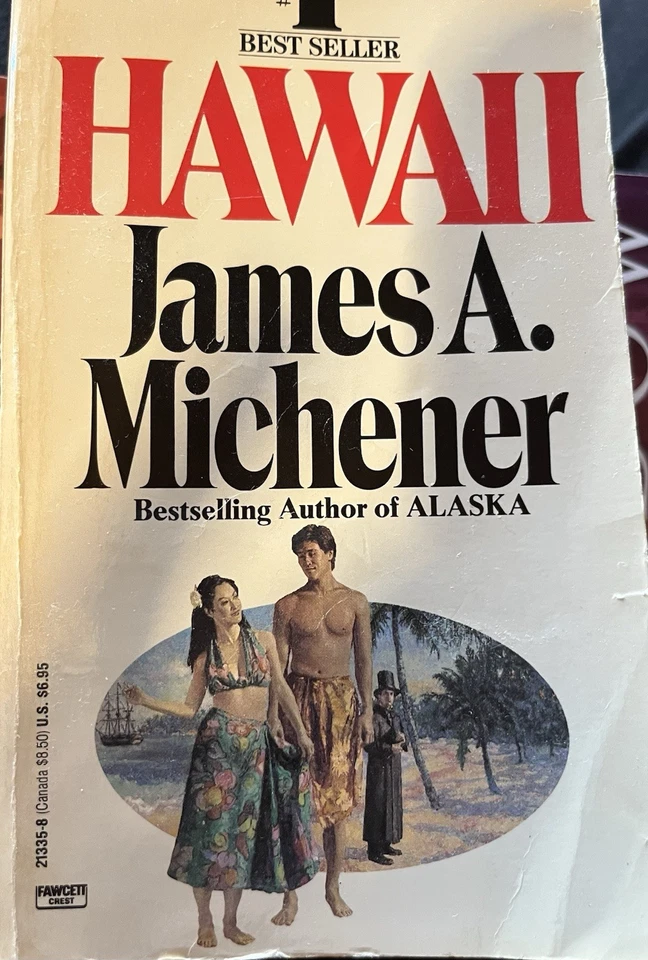 #1
BEST SELLER
HAWAII
James A.
Michener
Bestselling Author of ALASKA
21335-8 (Canada $8.50) U.S. $6.95
FAWCETT
CREST